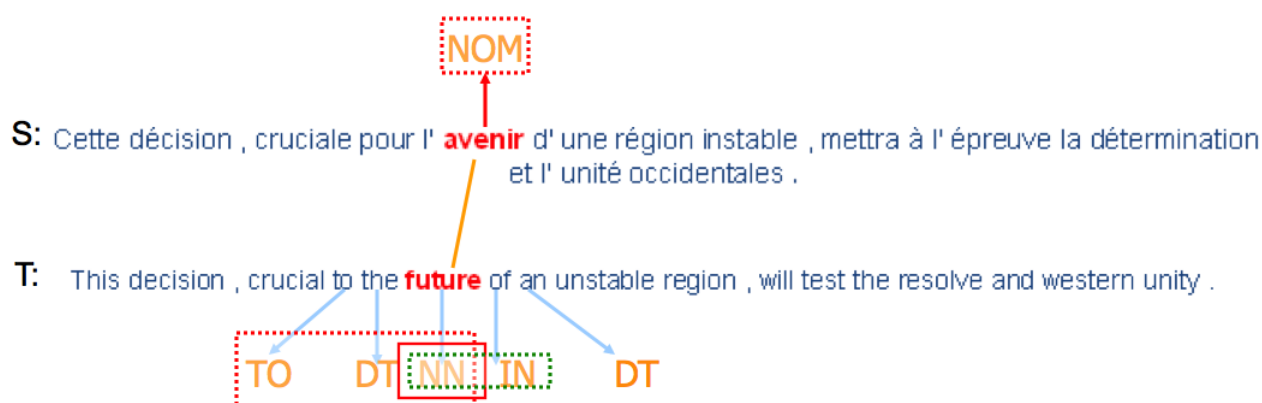 NOM
S: Cette décision , cruciale pour l' avenir d' une région instable , mettra à l' épreuve la détermination
et l' unité occidentales .
T: This decision , crucial to the future of an unstable region , will test the resolve and western unity .
TO DT NN IN DT